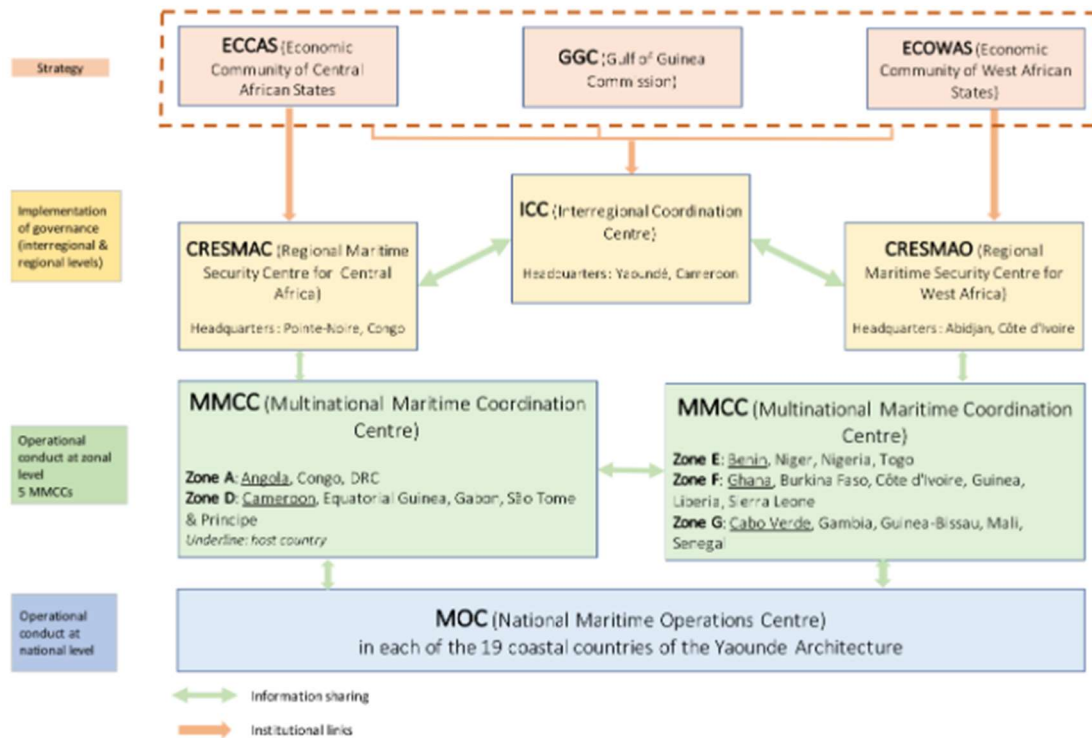 Strategy
ECCAS (Economic
Community of Central
African States
GGC (Gulf of Guinea
Commission)
ECOWAS (Economic
Community of West African
States)
Implementation
of governance
(interregional &
regional levels)
CRESMAC (Regional Maritime
Security Centre for Central
Africa)
Headquarters : Pointe-Noire, Congo
ICC (Interregional Coordination
Centre)
Headquarters : Yaoundé, Cameroon
CRESMAO (Regional
Maritime Security Centre for
West Africa)
Headquarters : Abidjan, Côte d'Ivoire
Operational
conduct at zonal
level
5 MMCCs
MMCC (Multinational Maritime Coordination
Centre)
Zone A: Angola, Congo, DRC
Zone D: Cameroon, Equatorial Guinea, Gabon, São Tome
& Principe
Underline: host country
MMCC (Multinational Maritime Coordination
Centre)
Zone E: Benin, Niger, Nigeria, Togo
Zone F: Ghana, Burkina Faso, Côte d'Ivoire, Guinea,
Liberia, Sierra Leone
Zone G: Cabo Verde, Gambia, Guinea-Bissau, Mali,
Senegal
Operational
conduct at
national level
MOC (National Maritime Operations Centre)
in each of the 19 coastal countries of the Yaounde Architecture
Information sharing
Institutional links